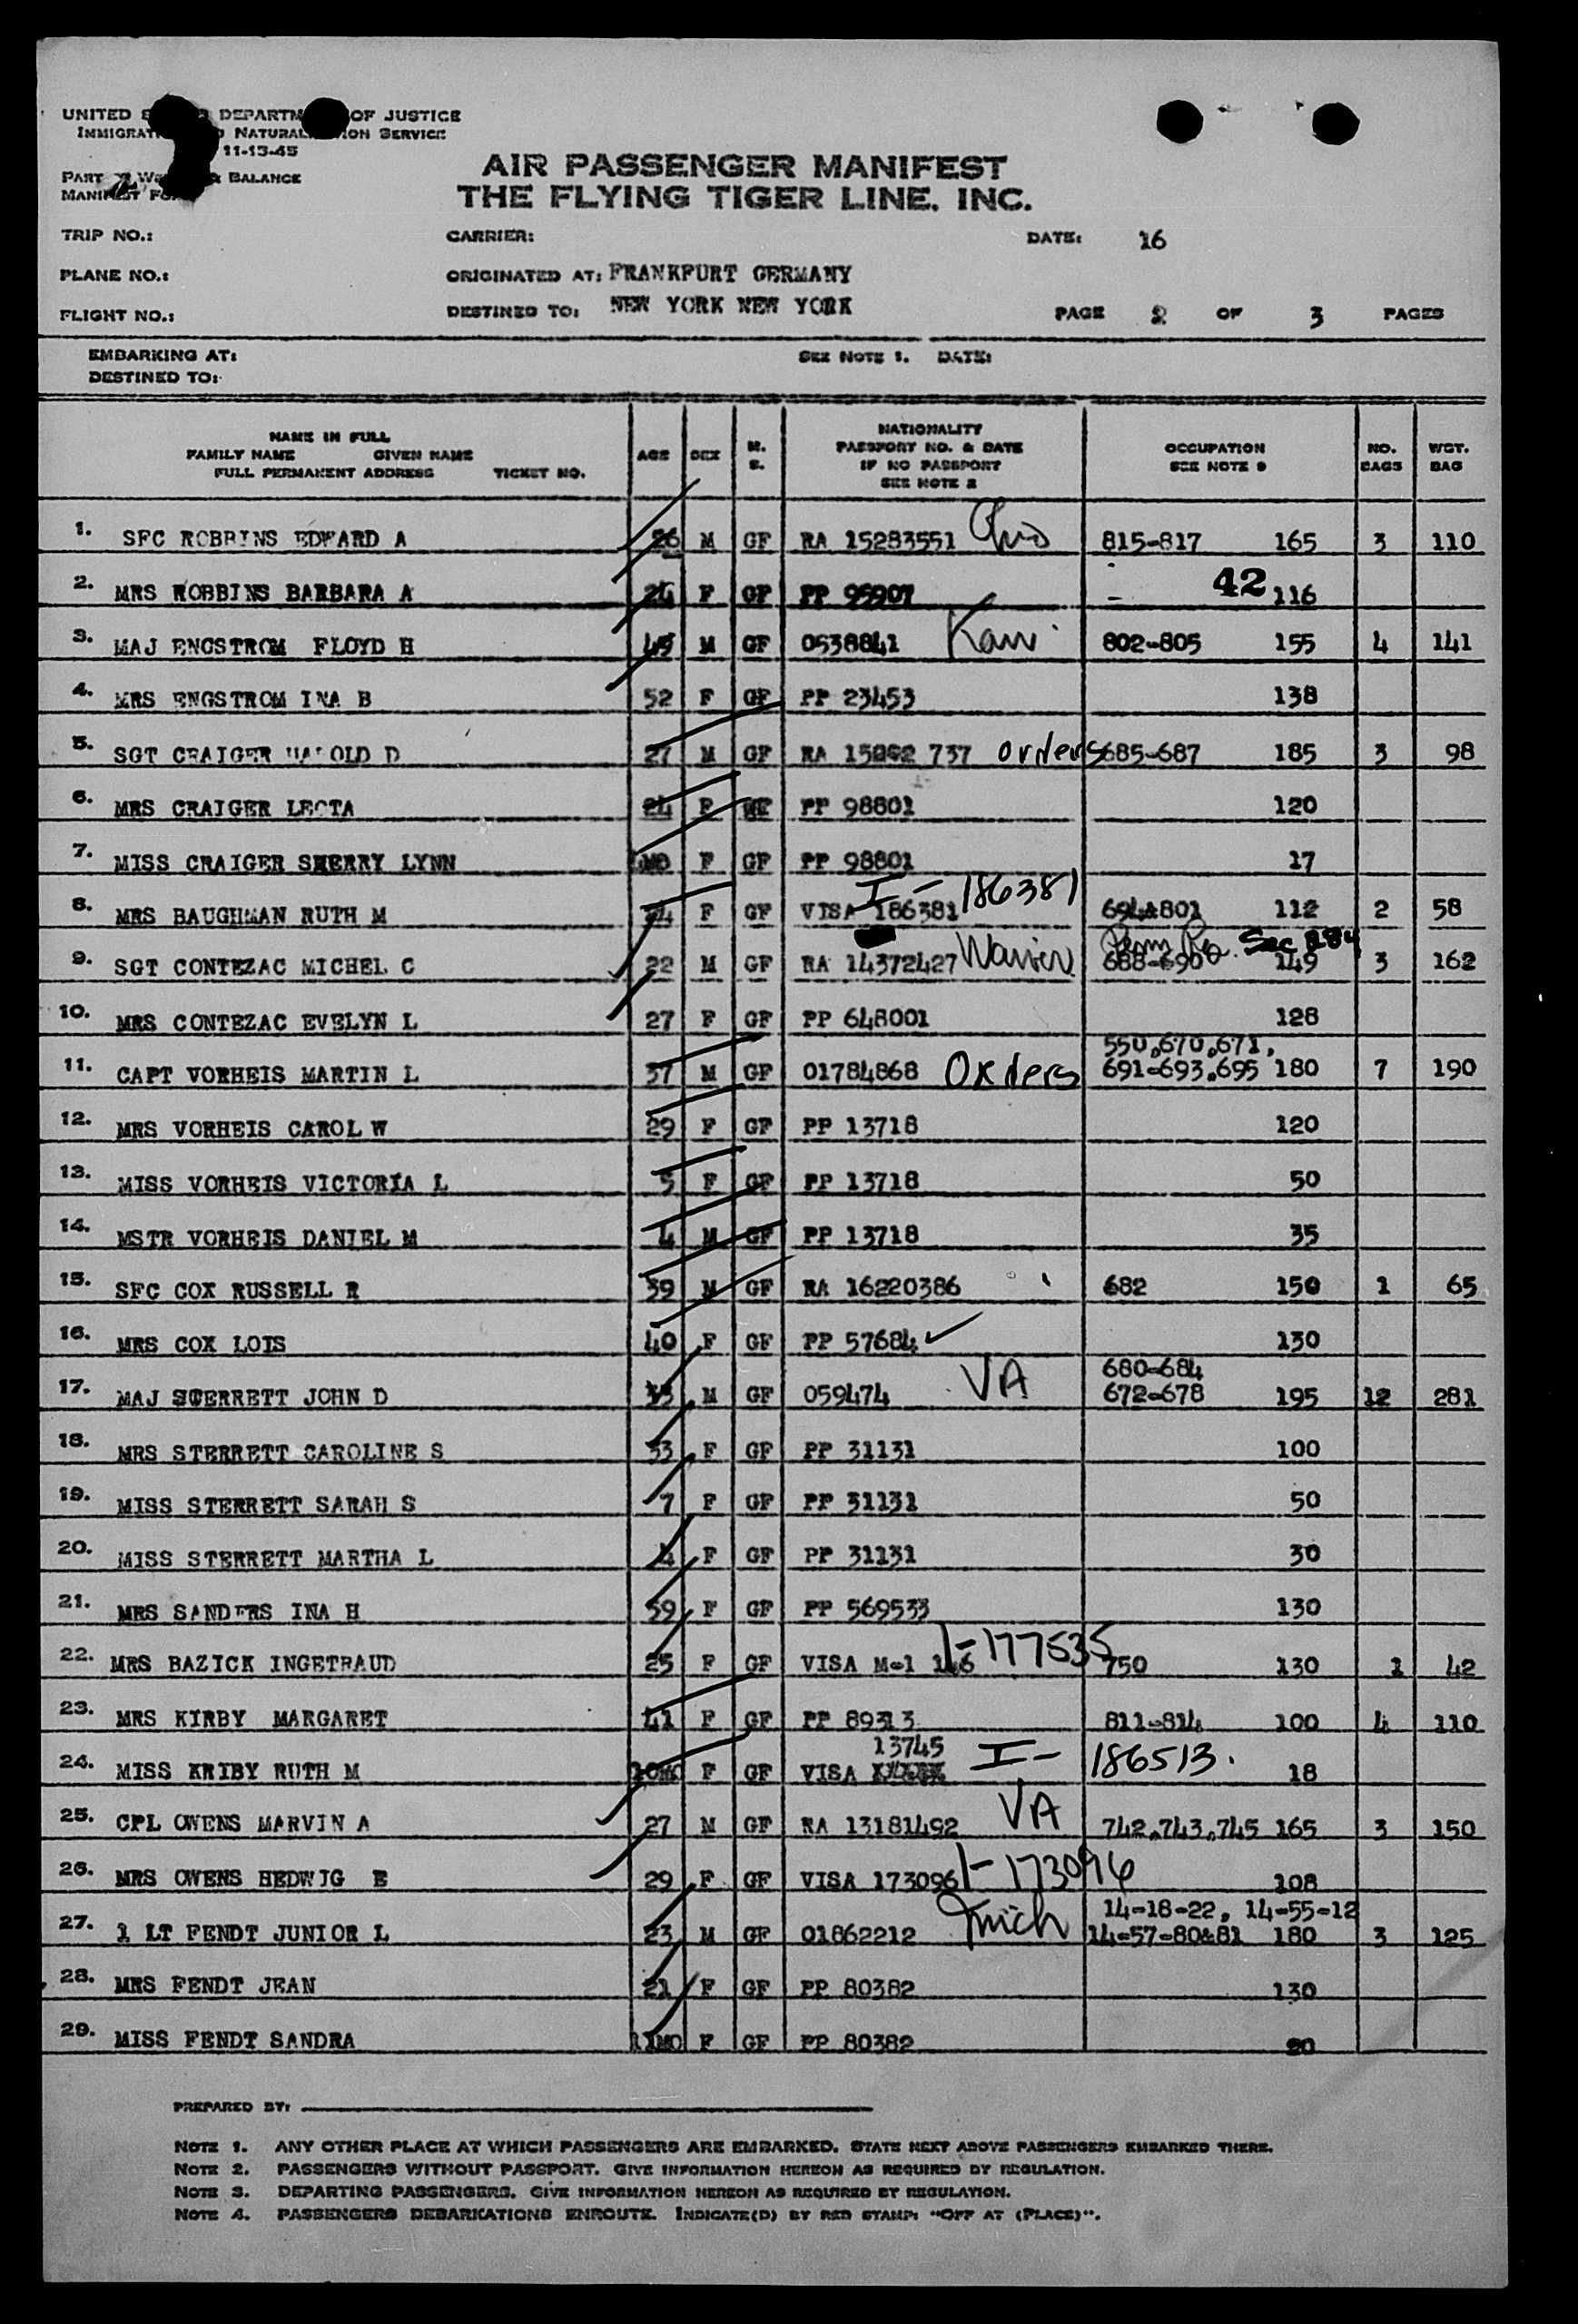 UNITED DEPARTM OF JUSTICE
IMMIGRAT NATURAL ION SERVICE
11-13-45
PART & BALANCE
MANIFEST
AIR PASSENGER MANIFEST
THE FLYING TIGER LINE. INC.
TRIP NO.: CARRIER: DATE: 16
PLANE NO.: ORIGINATED AT: FRANKFURT GERMANY
FLIGHT NO.: DESTINED TO: NEW YORK NEW YORK PAGE 2 OF 3 PAGES
EMBARKING AT: SEE NOTE 1. DATE:
DESTINED TO:
NAME IN FULL
FAMILY NAME GIVEN NAME
FULL PERMANENT ADDRESS TICKET NO.
AGE SEX M. S.
NATIONALITY
PASSPORT NO. & DATE
IF NO PASSPORT
SEE NOTE 2
OCCUPATION
SEE NOTE 3
NO. BAGS
WGT. BAG
1. SFC ROBBINS EDWARD A 26 M GF RA 15283551 Ohio 815-817 165 3 110
2. MRS ROBBINS BARBARA A 24 F GF PP 95907 - 42 116
3. MAJ ENGSTROM FLOYD H 45 M GF 0538841 802-805 155 4 141
4. MRS ENGSTROM INA B 52 F GF PP 23453 138
5. SGT CRAIGER HAROLD D 27 M GF RA 737 orders 685-687 185 3 98
6. MRS CRAIGER LECTA 24 F PP 98801 120
7. MISS CRAIGER SHERRY LYNN F GF PP 98801 17
8. MRS BAUGHMAN RUTH M 24 F GF VISA 186381 I-186381 694&801 112 2 58
9. SGT CONTEZAC MICHEL C 22 M GF RA 14372427 688-690 149 3 162
10. MRS CONTEZAC EVELYN L 27 F GF PP 648001 128
550,670,671,
11. CAPT VORHEIS MARTIN L 37 M GF 01784868 Orders 691-693,695 180 7 190
12. MRS VORHEIS CAROL W 29 F GF PP 13718 120
13. MISS VORHEIS VICTORIA L 5 F GF PP 13718 50
14. MSTR VORHEIS DANIEL M 4 M GF PP 13718 35
15. SFC COX RUSSELL R 39 M GF RA 16220386 682 150 1 65
16. MRS COX LOIS 40 F GF PP 57684 ✓ 130
680-684
17. MAJ STERRETT JOHN D 35 M GF 059474 VA 672-678 195 12 281
18. MRS STERRETT CAROLINE S 33 F GF PP 31131 100
19. MISS STERRETT SARAH S 7 F GF PP 31131 50
20. MISS STERRETT MARTHA L 4 F GF PP 31131 30
21. MRS SANDERS INA H 59 F GF PP 569533 130
22. MRS BAZICK INGETRAUD 25 F GF VISA M-1 I-177535 750 130 1 42
23. MRS KIRBY MARGARET 41 F GF PP 89313 811-814 100 4 110
13745
24. MISS KRIBY RUTH M 10MO F GF VISA I-186513. 18
25. CPL OWENS MARVIN A 27 M GF RA 13181492 VA 742,743,745 165 3 150
26. MRS OWENS HEDWIG E 29 F GF VISA 173096 I-173096 108
14-18-22, 14-55-12
27. 1 LT FENDT JUNIOR L 23 M GF 01862212 Mich 14-57-80&81 180 3 125
28. MRS FENDT JEAN 21 F GF PP 80382 130
29. MISS FENDT SANDRA 11MO F GF PP 80382 20
PREPARED BY:
NOTE 1. ANY OTHER PLACE AT WHICH PASSENGERS ARE EMBARKED. STATE NEXT ABOVE PASSENGERS EMBARKED THERE.
NOTE 2. PASSENGERS WITHOUT PASSPORT. GIVE INFORMATION HEREON AS REQUIRED BY REGULATION.
NOTE 3. DEPARTING PASSENGERS. GIVE INFORMATION HEREON AS REQUIRED BY REGULATION.
NOTE 4. PASSENGERS DEBARKATIONS ENROUTE. INDICATE(D) BY RED STAMP: "OFF AT (PLACE)".